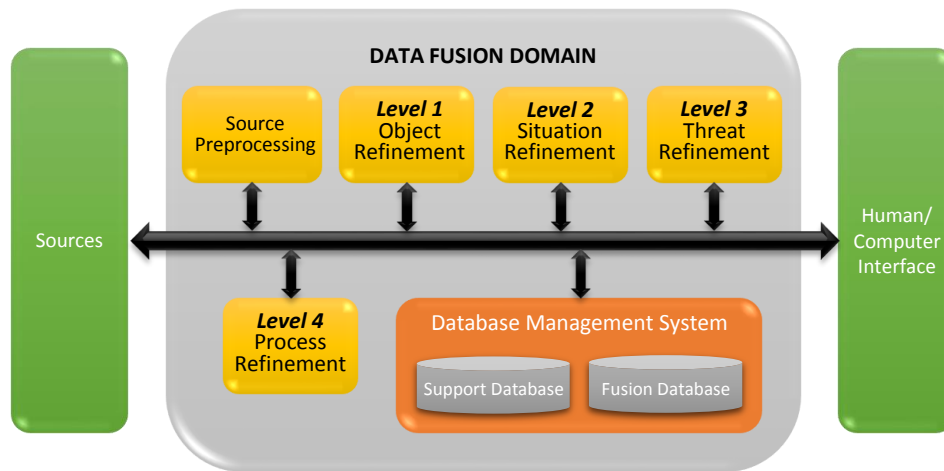 DATA FUSION DOMAIN
Sources
Source
Preprocessing
Level 1
Object
Refinement
Level 2
Situation
Refinement
Level 3
Threat
Refinement
Human/
Computer
Interface
Level 4
Process
Refinement
Database Management System
Support Database
Fusion Database